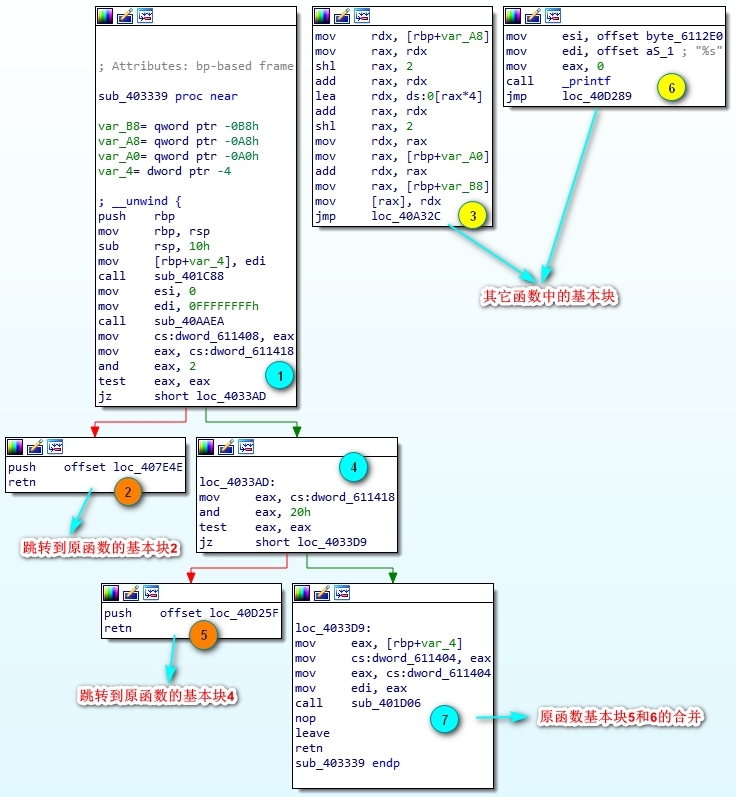 ; Attributes: bp-based frame
sub_403339 proc near
var_B8= qword ptr -0B8h
var_A8= qword ptr -0A8h
var_A0= qword ptr -0A0h
var_4= dword ptr -4
; __unwind {
push rbp
mov rbp, rsp
sub rsp, 10h
mov [rbp+var_4], edi
call sub_401C88
mov esi, 0
mov edi, 0FFFFFFFFh
call sub_40AAEA
mov cs:dword_611408, eax
mov eax, cs:dword_611418
and eax, 2
test eax, eax
jz short loc_4033AD
1
mov rdx, [rbp+var_A8]
mov rax, rdx
shl rax, 2
add rax, rdx
lea rdx, ds:0[rax*4]
add rax, rdx
shl rax, 2
mov rdx, rax
mov rax, [rbp+var_A0]
add rdx, rax
mov rax, [rbp+var_B8]
mov [rax], rdx
jmp loc_40A32C
3
mov esi, offset byte_6112E0
mov edi, offset aS_1 ; "%s"
mov eax, 0
call _printf
jmp loc_40D289
6
其它函数中的基本块
push offset loc_407E4E
retn
2
跳转到原函数的基本块2
4
loc_4033AD:
mov eax, cs:dword_611418
and eax, 20h
test eax, eax
jz short loc_4033D9
push offset loc_40D25F
retn
5
跳转到原函数的基本块4
loc_4033D9:
mov eax, [rbp+var_4]
mov cs:dword_611404, eax
mov eax, cs:dword_611404
mov edi, eax
call sub_401D06
nop
leave
retn
sub_403339 endp
7
原函数基本块5和6的合并